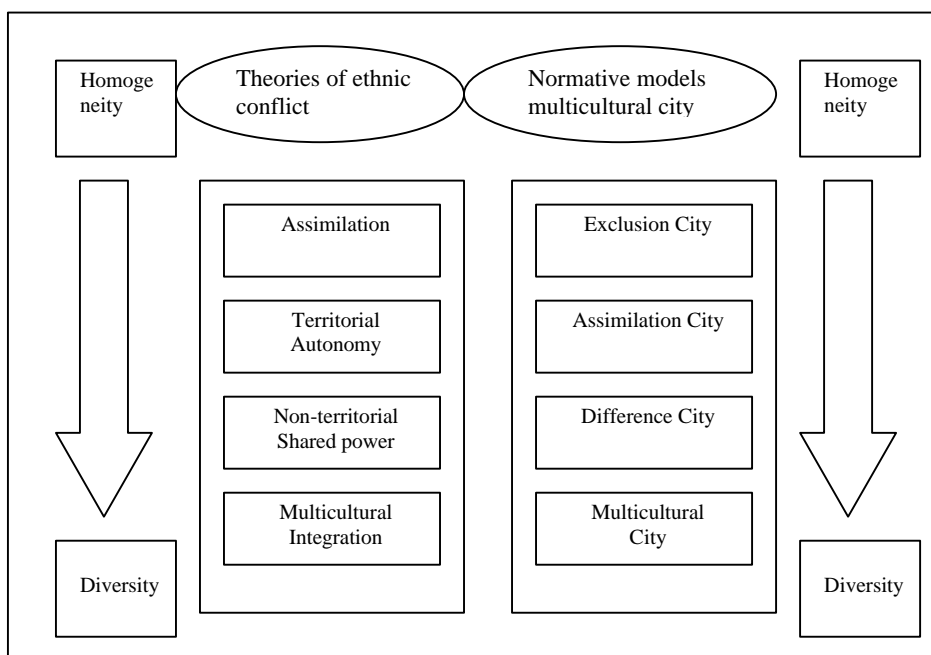 Homoge
neity
Theories of ethnic
conflict
Normative models
multicultural city
Homoge
neity
Assimilation
Exclusion City
Territorial
Autonomy
Assimilation City
Non-territorial
Shared power
Difference City
Multicultural
Integration
Multicultural
City
Diversity
Diversity